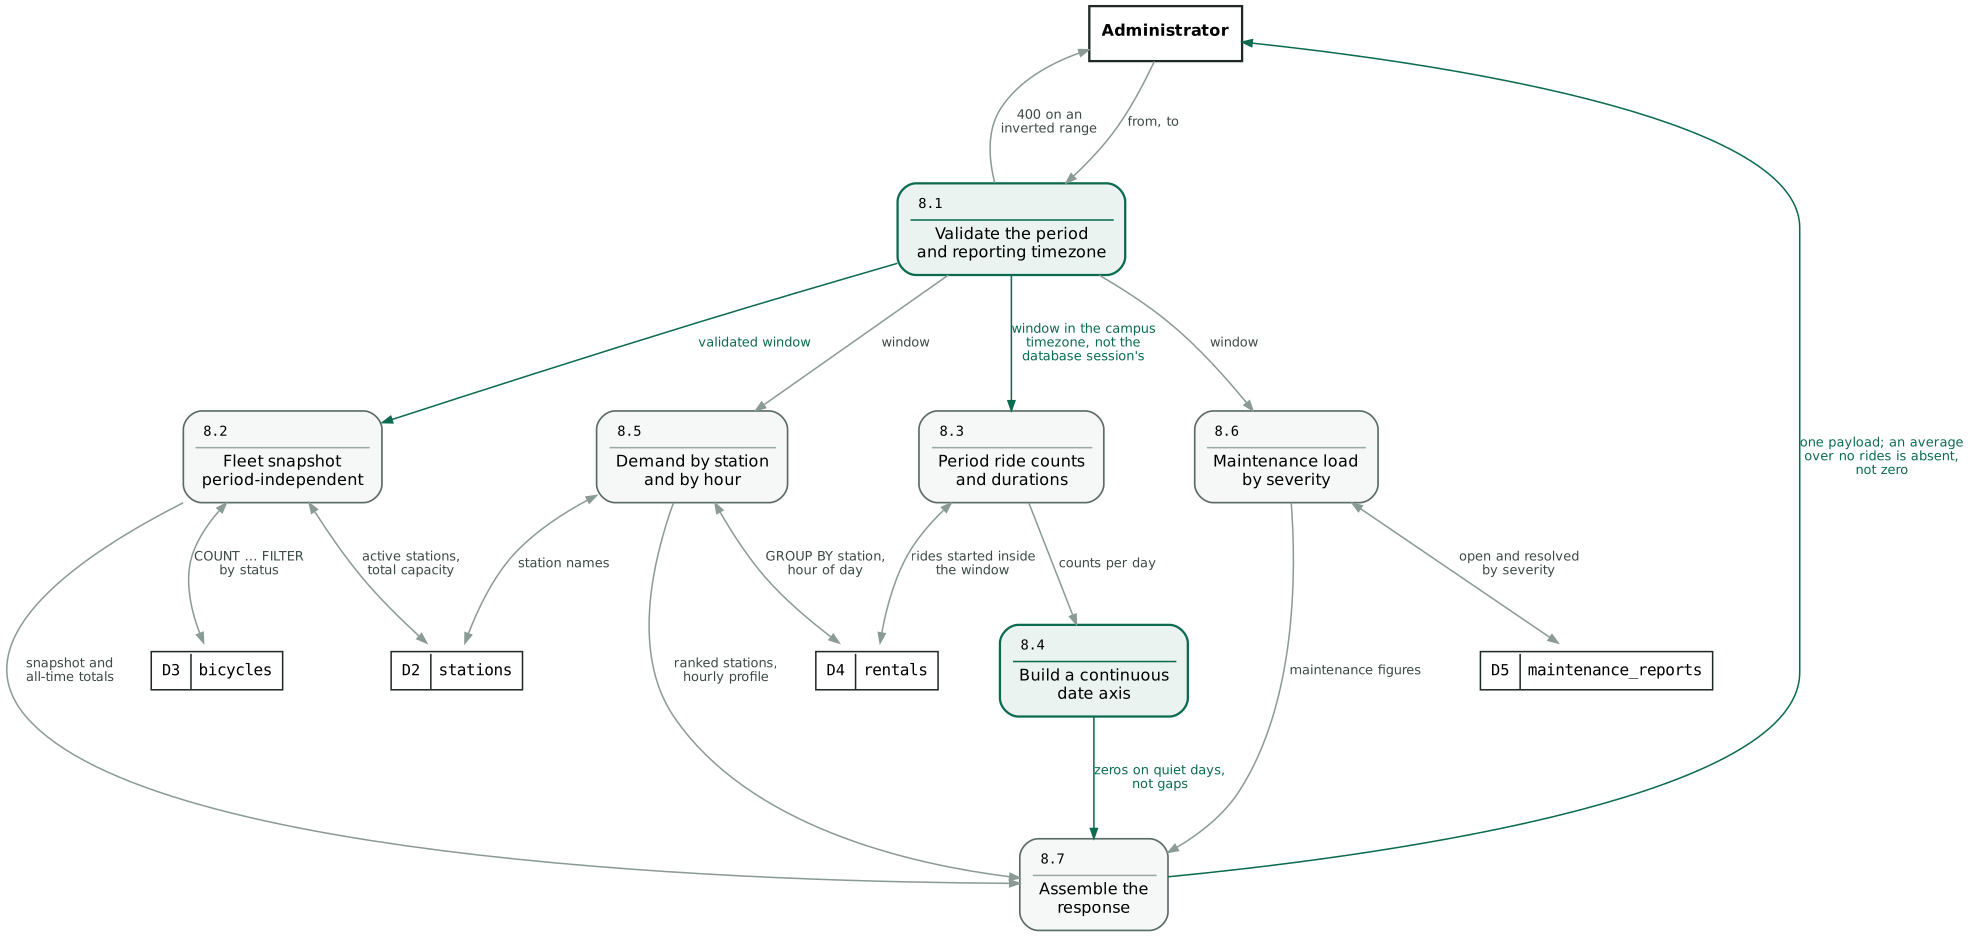 Administrator
400 on an
inverted range
from, to
8.1
Validate the period
and reporting timezone
validated window
window
window in the campus
timezone, not the
database session's
window
8.2
Fleet snapshot
period-independent
8.5
Demand by station
and by hour
8.3
Period ride counts
and durations
8.6
Maintenance load
by severity
one payload; an average
over no rides is absent,
not zero
COUNT ... FILTER
by status
active stations,
total capacity
station names
GROUP BY station,
hour of day
rides started inside
the window
counts per day
open and resolved
by severity
snapshot and
all-time totals
D3 bicycles
D2 stations
ranked stations,
hourly profile
D4 rentals
8.4
Build a continuous
date axis
maintenance figures
D5 maintenance_reports
zeros on quiet days,
not gaps
8.7
Assemble the
response